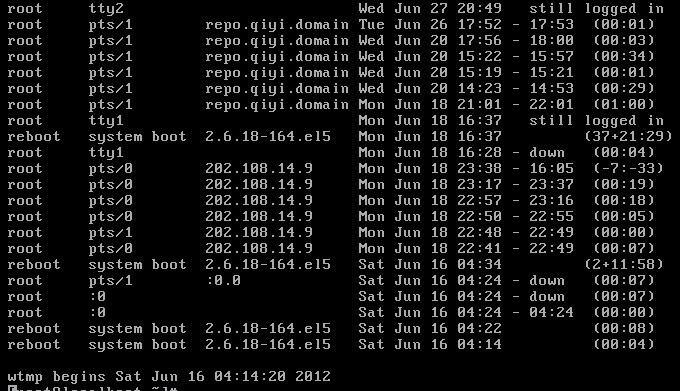 root     tty2                          Wed Jun 27 20:49   still logged in
root     pts/1        repo.qiyi.domain Tue Jun 26 17:52 - 17:53  (00:01)
root     pts/1        repo.qiyi.domain Wed Jun 20 17:56 - 18:00  (00:03)
root     pts/1        repo.qiyi.domain Wed Jun 20 15:22 - 15:57  (00:34)
root     pts/1        repo.qiyi.domain Wed Jun 20 15:19 - 15:21  (00:01)
root     pts/1        repo.qiyi.domain Wed Jun 20 14:23 - 14:53  (00:29)
root     pts/1        repo.qiyi.domain Mon Jun 18 21:01 - 22:01  (01:00)
root     tty1                          Mon Jun 18 16:37   still logged in
reboot   system boot  2.6.18-164.el5   Mon Jun 18 16:37         (37+21:29)
root     tty1                          Mon Jun 18 16:28 - down   (00:04)
root     pts/0        202.108.14.9     Mon Jun 18 23:38 - 16:05  (-7:-33)
root     pts/0        202.108.14.9     Mon Jun 18 23:17 - 23:37  (00:19)
root     pts/0        202.108.14.9     Mon Jun 18 22:57 - 23:16  (00:18)
root     pts/0        202.108.14.9     Mon Jun 18 22:50 - 22:55  (00:05)
root     pts/1        202.108.14.9     Mon Jun 18 22:48 - 22:49  (00:00)
root     pts/0        202.108.14.9     Mon Jun 18 22:41 - 22:49  (00:07)
reboot   system boot  2.6.18-164.el5   Sat Jun 16 04:34         (2+11:58)
root     pts/1        :0.0             Sat Jun 16 04:24 - down   (00:07)
root     :0                            Sat Jun 16 04:24 - down   (00:07)
root     :0                            Sat Jun 16 04:24 - 04:24  (00:00)
reboot   system boot  2.6.18-164.el5   Sat Jun 16 04:22          (00:08)
reboot   system boot  2.6.18-164.el5   Sat Jun 16 04:14          (00:04)
wtmp begins Sat Jun 16 04:14:20 2012
[root@localhost ~]#